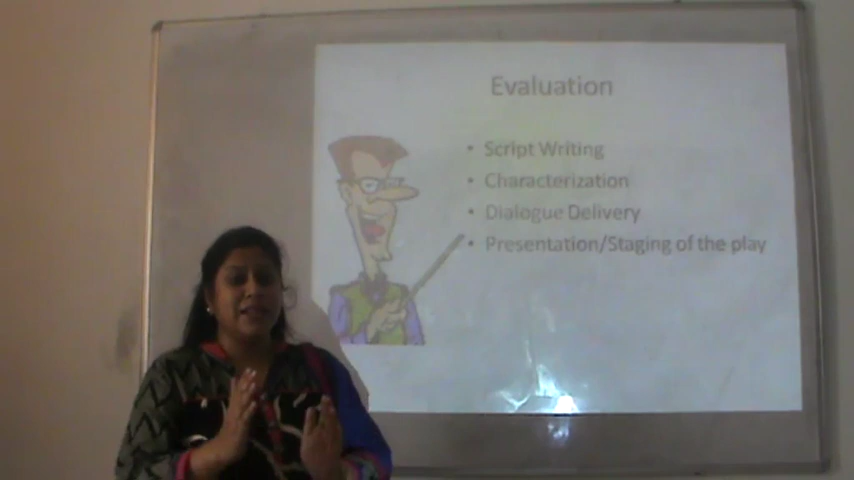 Evaluation
• Script Writing
• Characterization
• Dialogue Delivery
• Presentation/Staging of the play